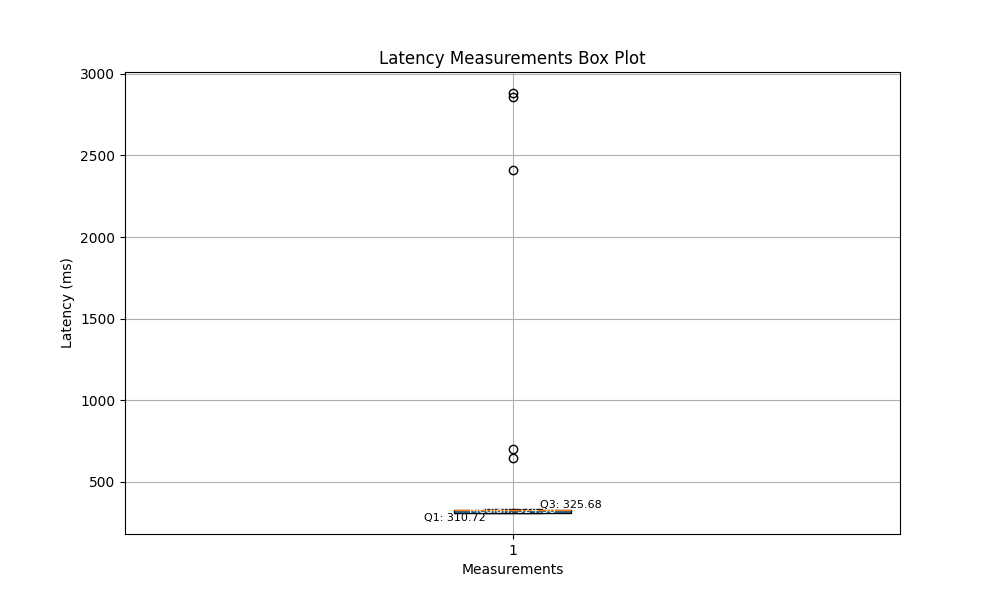 Latency Measurements Box Plot
3000
2500
2000
1500
1000
500
Latency (ms)
Q3: 325.68
Median:
Q1: 310.72
1
Measurements